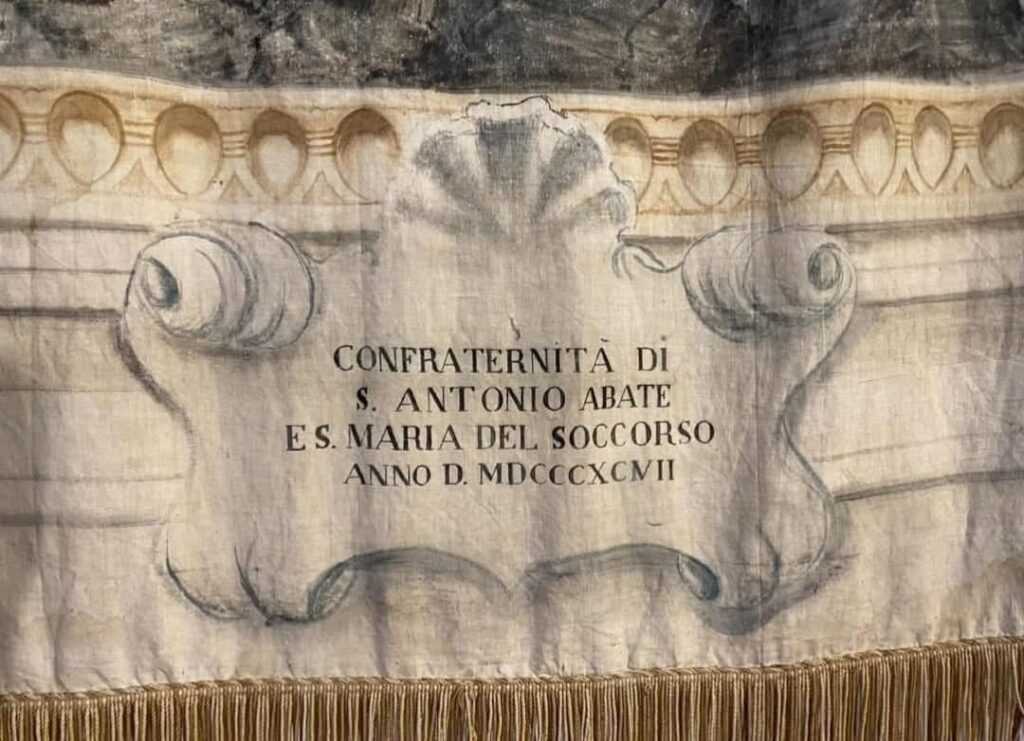 CONFRATERNITÀ DI
S. ANTONIO ABATE
E S. MARIA DEL SOCCORSO
ANNO D. MDCCCXCVII